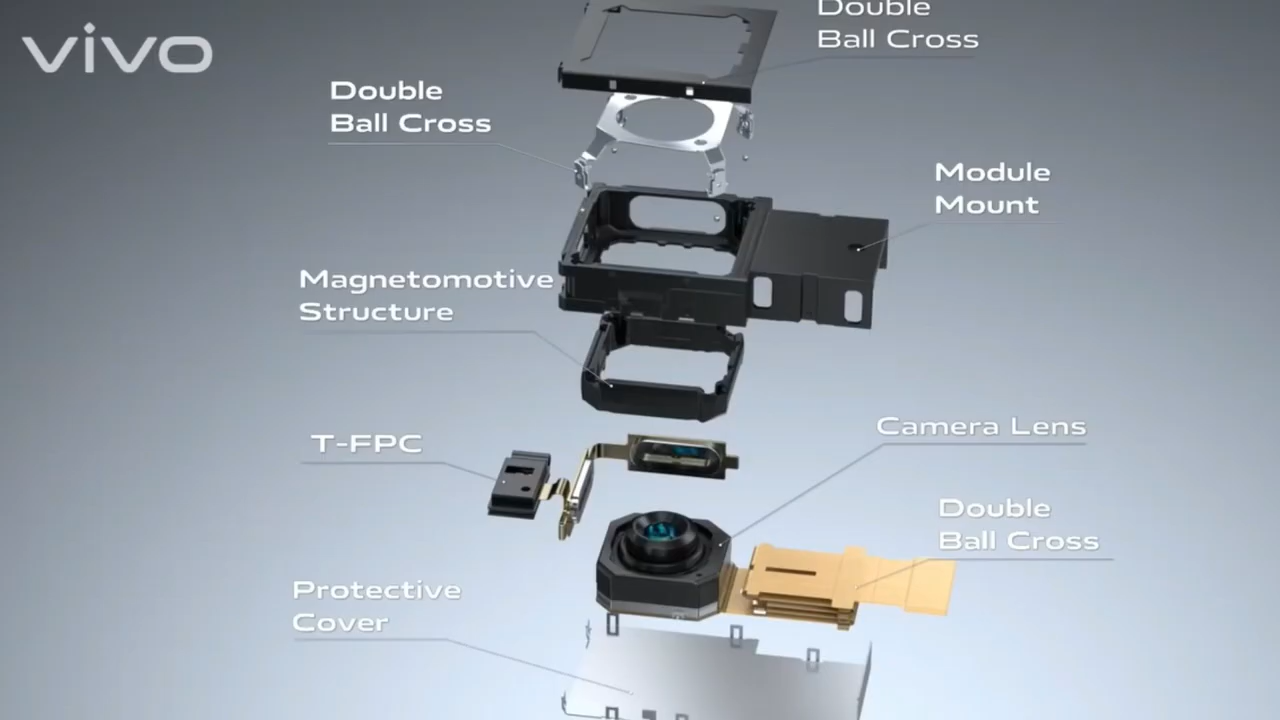 vivo
Double
Ball Cross
Double
Ball Cross
Module
Mount
Magnetomotive
Structure
T-FPC
Camera Lens
Double
Ball Cross
Protective
Cover